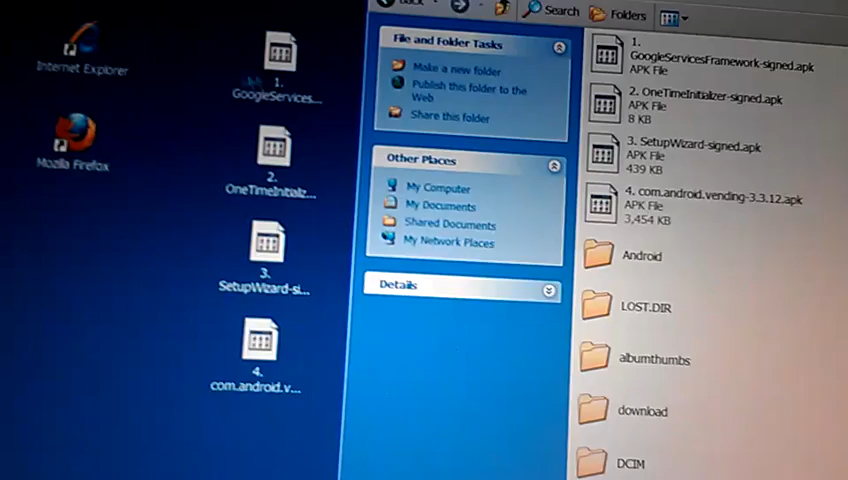 Internet Explorer
Mozilla Firefox
1.
GoogleServices...
2.
OneTimeInitializ...
3.
SetupWizard-si...
4.
com.android.v...
Back
Search
Folders
File and Folder Tasks
Make a new folder
Publish this folder to the
Web
Share this folder
Other Places
My Computer
My Documents
Shared Documents
My Network Places
Details
1.
GoogleServicesFramework-signed.apk
APK File
2. OneTimeInitializer-signed.apk
APK File
8 KB
3. SetupWizard-signed.apk
APK File
439 KB
4. com.android.vending-3.3.12.apk
APK File
3,454 KB
Android
LOST.DIR
albumthumbs
download
DCIM